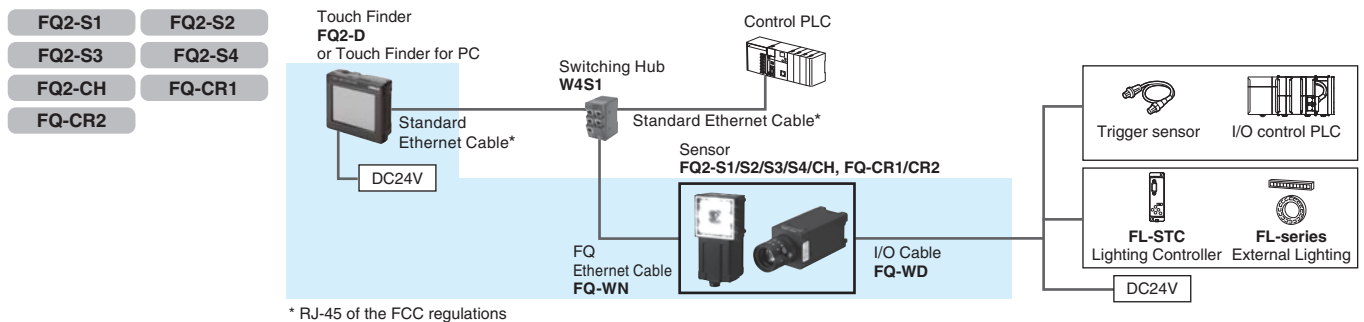 FQ2-S1
FQ2-S2
FQ2-S3
FQ2-S4
FQ2-CH
FQ-CR1
FQ-CR2
Touch Finder
FQ2-D
or Touch Finder for PC
Standard
Ethernet Cable*
DC24V
Switching Hub
W4S1
Control PLC
Standard Ethernet Cable*
Sensor
FQ2-S1/S2/S3/S4/CH, FQ-CR1/CR2
FQ
Ethernet Cable
FQ-WN
I/O Cable
FQ-WD
Trigger sensor
I/O control PLC
FL-STC
Lighting Controller
FL-series
External Lighting
DC24V
* RJ-45 of the FCC regulations